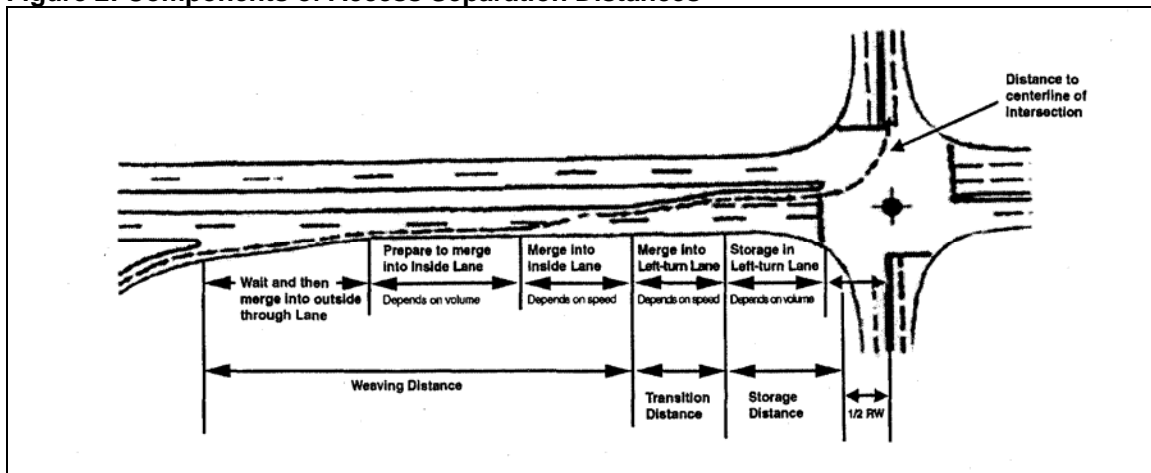 Figure 2. Components of Access Separation Distances
Distance to
centerline of
intersection
Wait and then
merge into outside
through Lane
Prepare to merge
into Inside Lane
Depends on volume
Merge into
Inside Lane
Depends on speed
Merge into
Left-turn Lane
Depends on speed
Storage in
Left-turn Lane
Depends on volume
Weaving Distance
Transition
Distance
Storage
Distance
1/2 RW